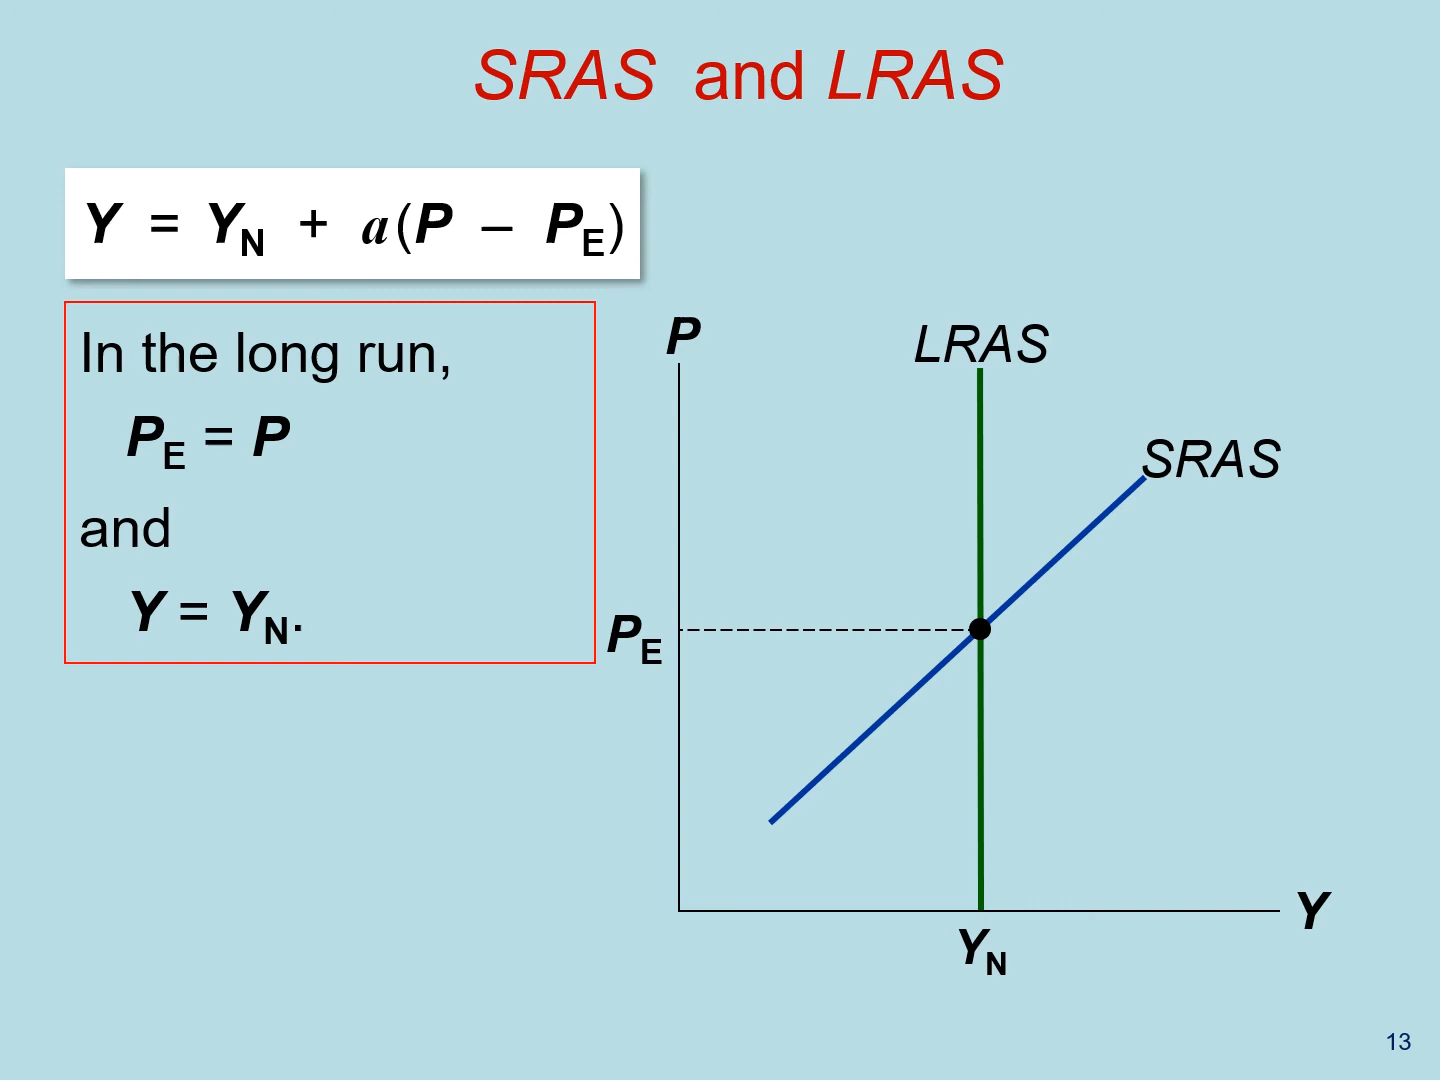 SRAS and LRAS
Y = YN + a(P – PE)
In the long run,
PE = P
and
Y = YN.
P
LRAS
SRAS
PE
Y
YN
13